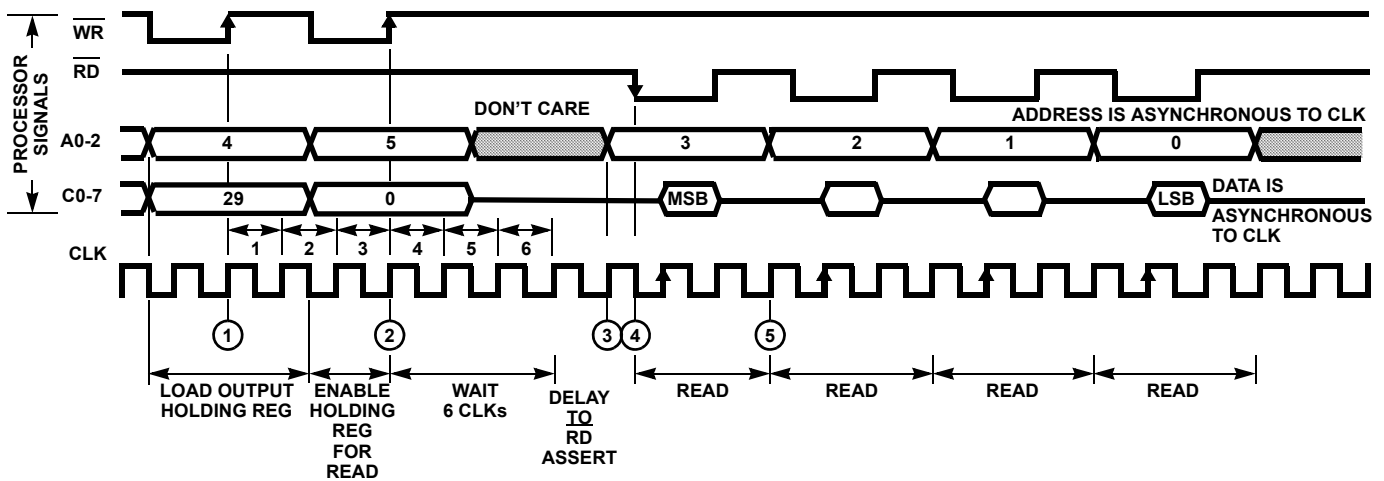 PROCESSOR
SIGNALS
WR
RD
DON'T CARE
ADDRESS IS ASYNCHRONOUS TO CLK
A0-2
4
5
3
2
1
0
C0-7
29
0
MSB
LSB
DATA IS
ASYNCHRONOUS
TO CLK
1
2
3
4
5
6
CLK
1
2
3
4
5
LOAD OUTPUT
HOLDING REG
ENABLE
HOLDING
REG
FOR
READ
WAIT
6 CLKs
DELAY
TO
RD
ASSERT
READ
READ
READ
READ